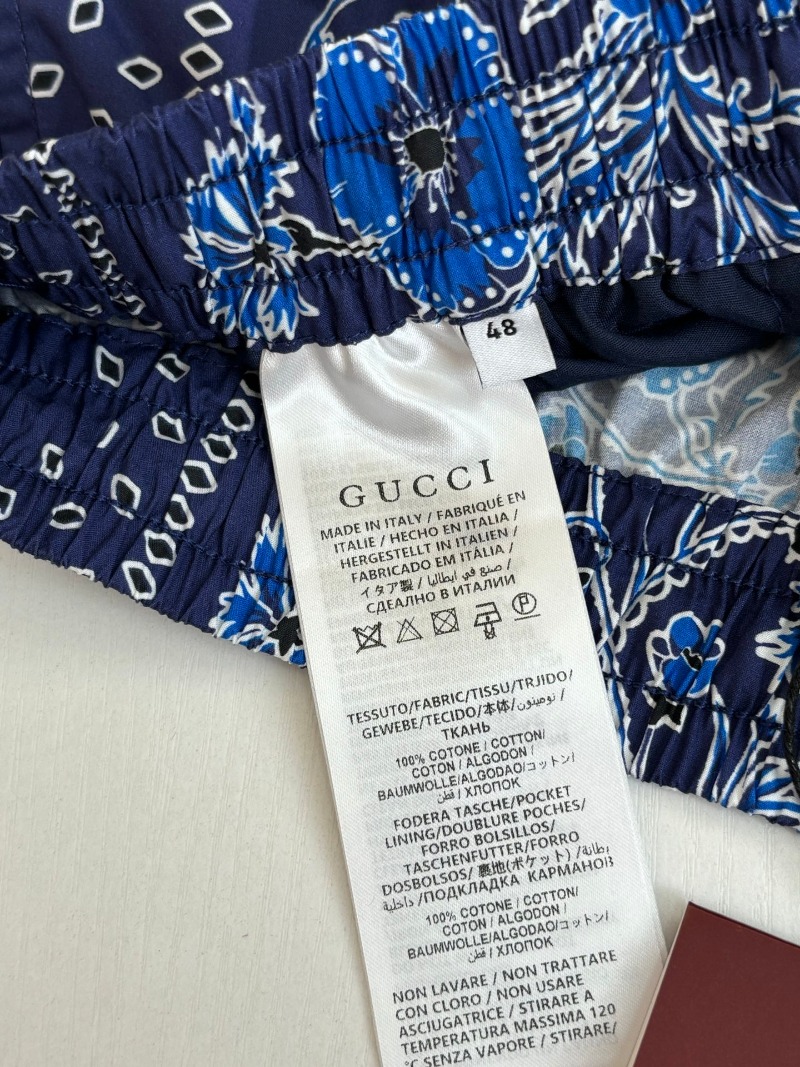 48
GUCCI
MADE IN ITALY / FABRIQUÉ EN
ITALIE / HECHO EN ITALIA /
HERGESTELLT IN ITALIEN /
FABRICADO EM ITÁLIA /
イタア製 / صنع في ايطاليا /
СДЕАЛНО В ИТАЛИИ
P
TESSUTO/FABRIC/TISSU/TRJIDO/
GEWEBE/TECIDO/本体/نوصيون/
ТКАНЬ
100% COTONE / COTTON/
COTON / ALGODON /
BAUMWOLLE/ALGODAO/コットン/
قطن / ХЛОПОК
FODERA TASCHE/POCKET
LINING/DOUBLURE POCHES/
FORRO BOLSILLOS/
TASCHENFUTTER/FORRO
DOSBOLSOS/ 裏地(ポケット) /بطانة
داخلية /ПОДКЛАДКА КАРМАНОВ
100% COTONE / COTTON/
COTON / ALGODON /
BAUMWOLLE/ALGODAO/コットン/
قطن / ХЛОПОК
NON LAVARE / NON TRATTARE
CON CLORO / NON USARE
ASCIUGATRICE / STIRARE A
TEMPERATURA MASSIMA 120
°C SENZA VAPORE / STIRARE/